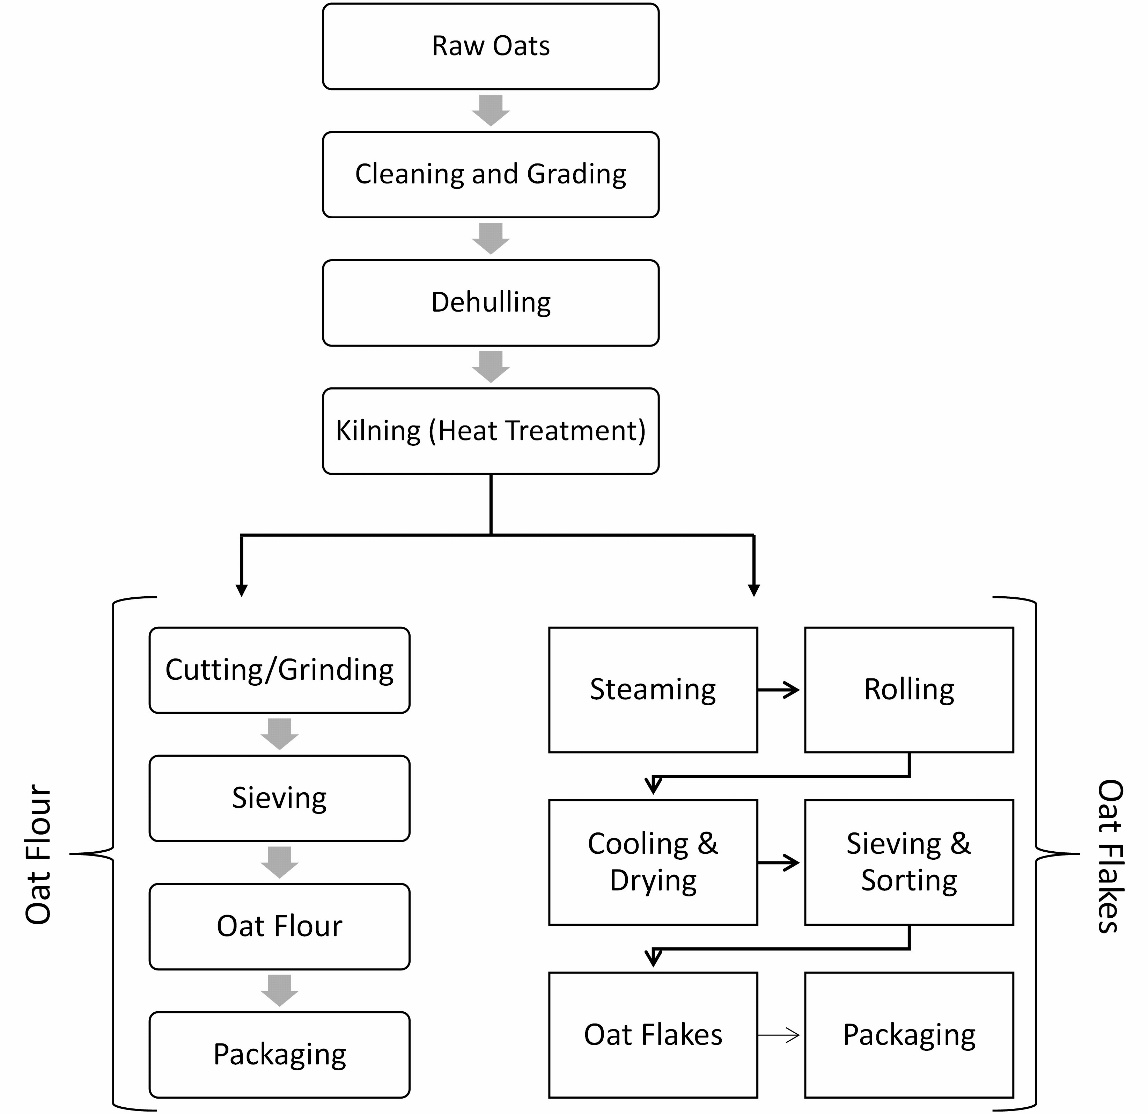 Raw Oats
Cleaning and Grading
Dehulling
Kilning (Heat Treatment)
Oat Flour
Cutting/Grinding
Sieving
Oat Flour
Packaging
Steaming
Rolling
Cooling &
Drying
Sieving &
Sorting
Oat Flakes
Packaging
Oat Flakes